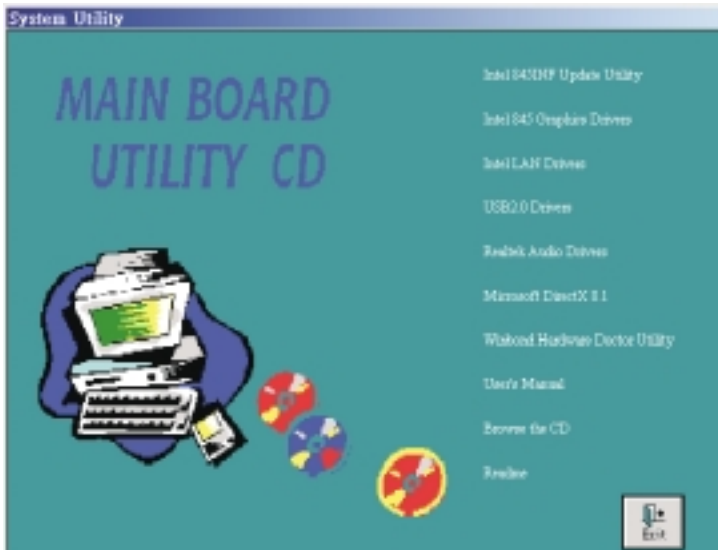 System Utility
MAIN BOARD
UTILITY CD
Intel 845INF Update Utility
Intel 845 Graphics Drivers
Intel LAN Drivers
USB2.0 Drivers
Realtek Audio Drivers
Microsoft DirectX 8.1
Winbond Hardware Doctor Utility
User's Manual
Browse the CD
Readme
Exit